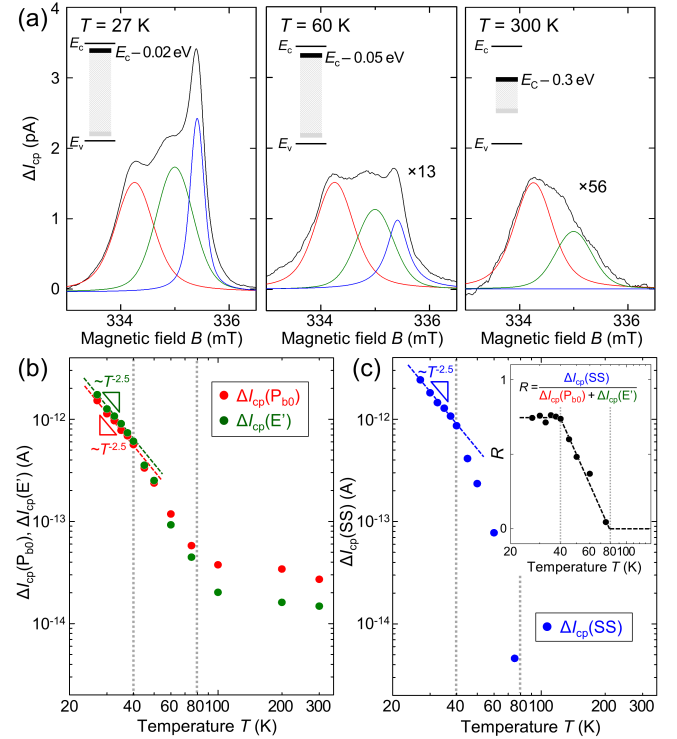 (a)
T = 27 K
T = 60 K
T = 300 K
Ec
Ec – 0.02 eV
Ev
Ec
Ec – 0.05 eV
Ev
Ec
EC – 0.3 eV
Ev
×13
×56
ΔIcp (pA)
4
3
2
1
0
334
336
334
336
334
336
Magnetic field B (mT)
Magnetic field B (mT)
Magnetic field B (mT)
(b)
~T-2.5
ΔIcp(Pb0)
ΔIcp(E’)
~T-2.5
ΔIcp(Pb0), ΔIcp(E’) (A)
10-12
10-13
10-14
20
40
60
80
100
200
300
Temperature T (K)
(c)
~T-2.5
ΔIcp(SS) (A)
10-12
10-13
10-14
R = ΔIcp(SS)
ΔIcp(Pb0) + ΔIcp(E’)
R
1
0
20
40
60
80
100
Temperature T (K)
ΔIcp(SS)
20
40
60
80
100
200
300
Temperature T (K)